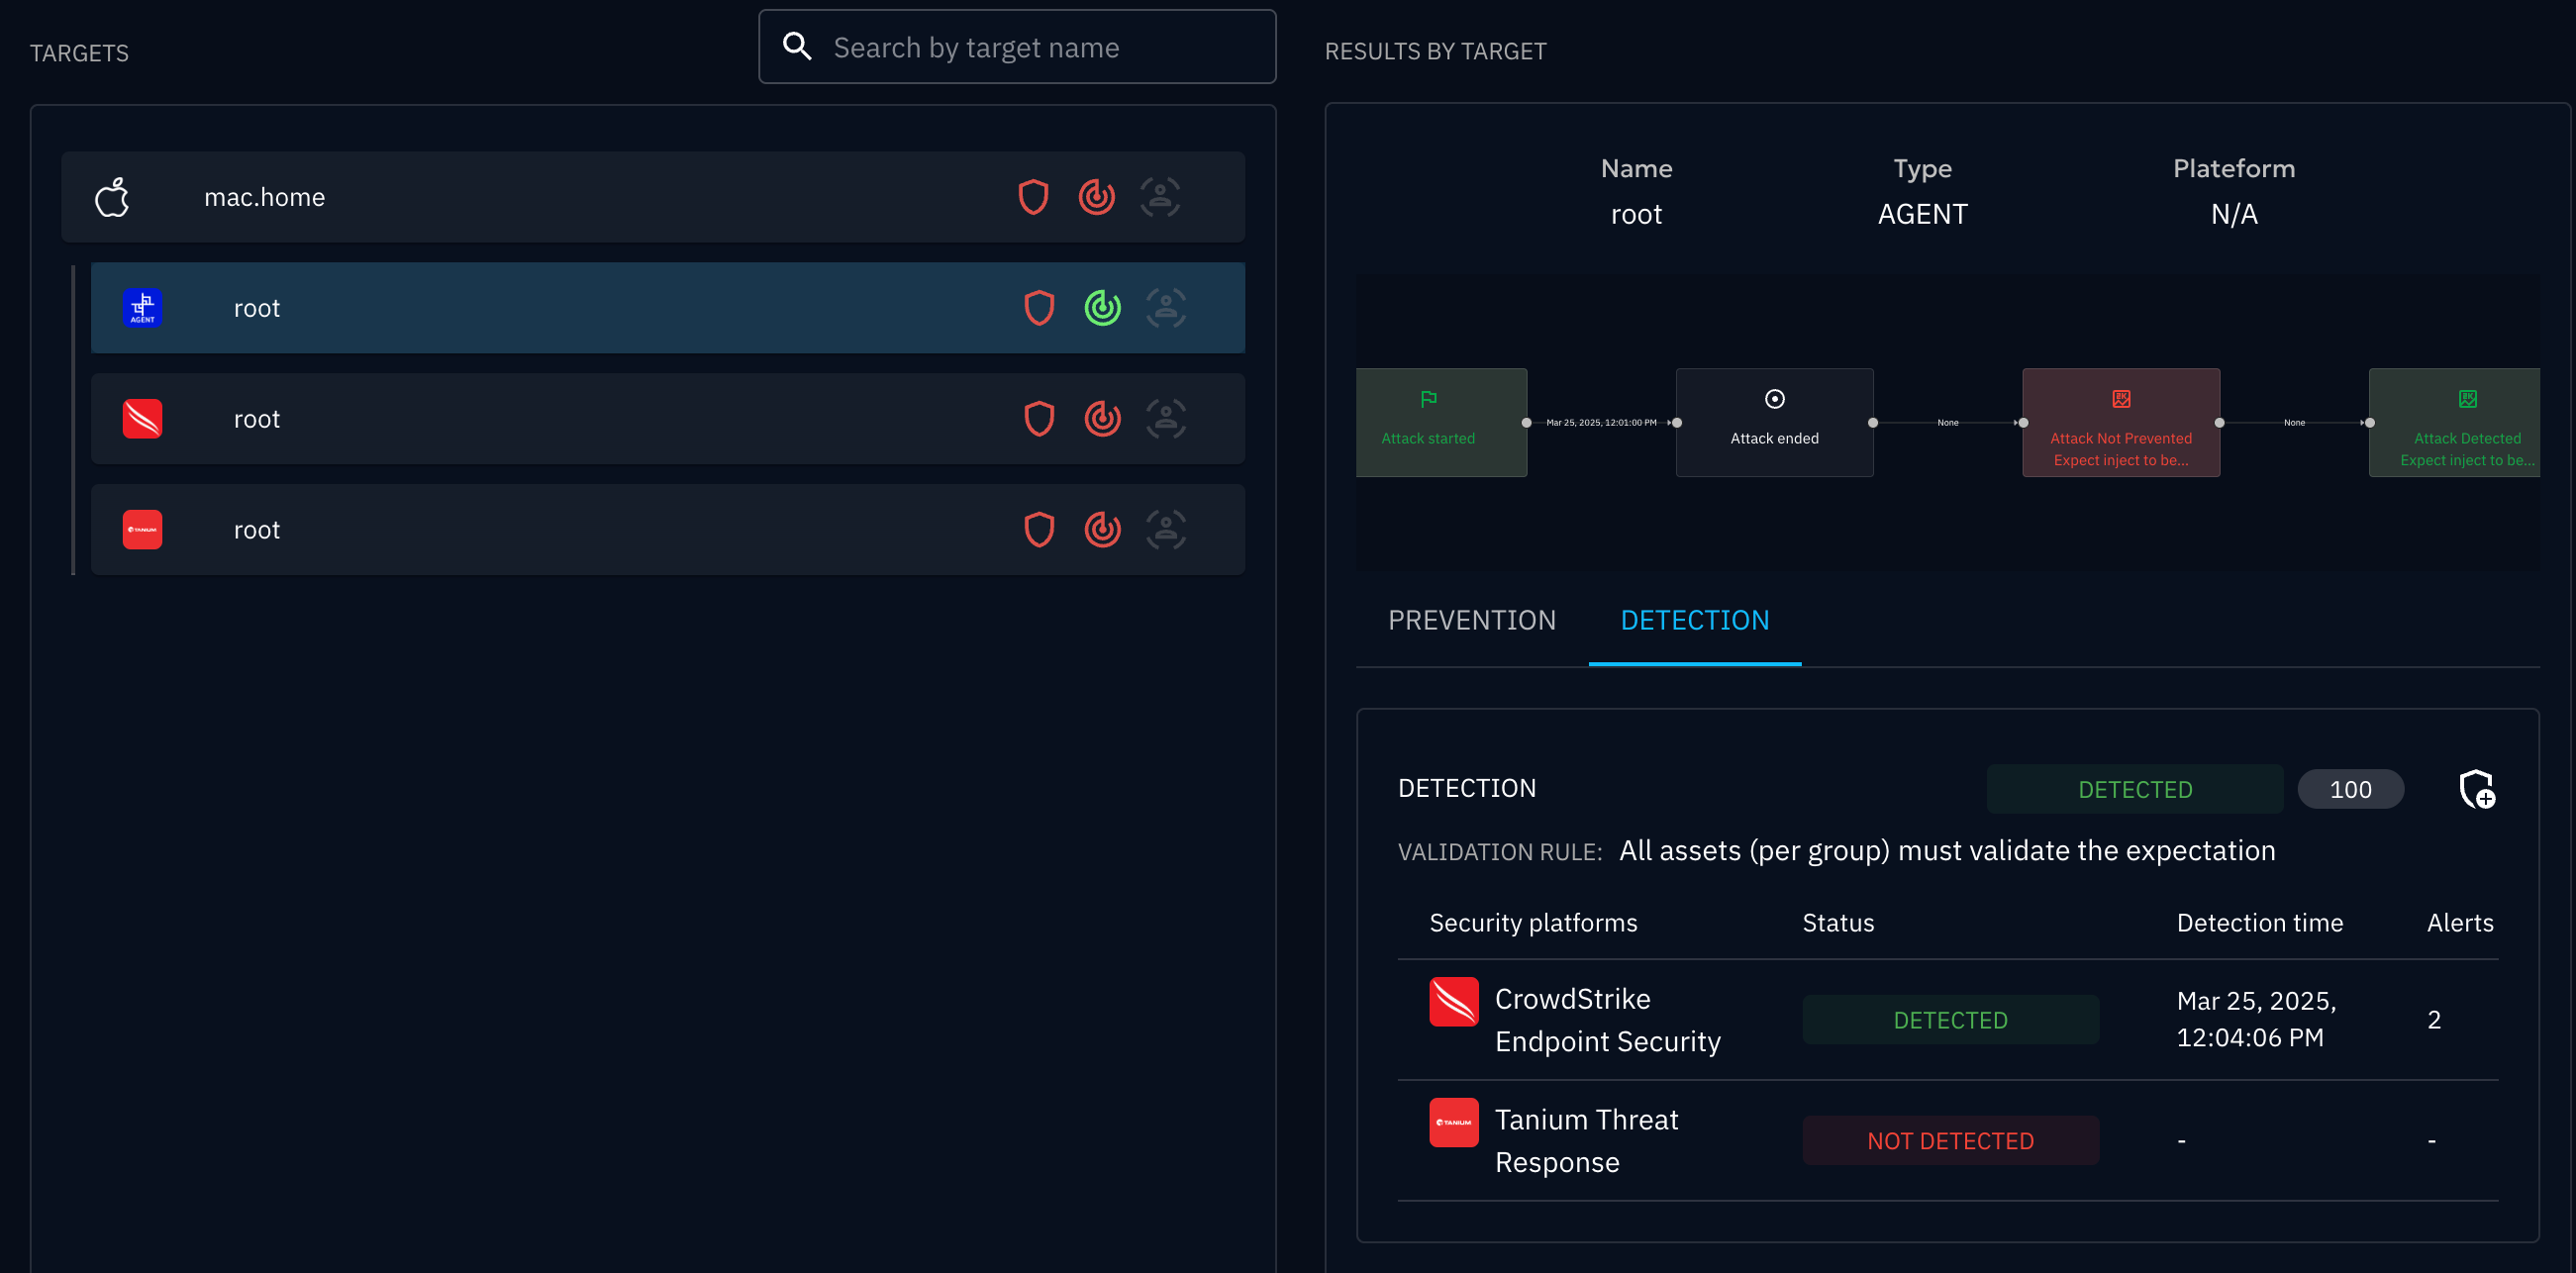 TARGETS
Search by target name
mac.home
AGENT
root
root
TANIUM
root
RESULTS BY TARGET
Name
Type
Plateform
root
AGENT
N/A
Attack started
Mar 25, 2025, 12:01:00 PM
Attack ended
None
Attack Not Prevented
Expect inject to be...
None
Attack Detected
Expect inject to be...
PREVENTION
DETECTION
DETECTION
DETECTED
100
VALIDATION RULE: All assets (per group) must validate the expectation
Security platforms
Status
Detection time
Alerts
CrowdStrike
Endpoint Security
DETECTED
Mar 25, 2025,
12:04:06 PM
2
TANIUM
Tanium Threat
Response
NOT DETECTED
-
-